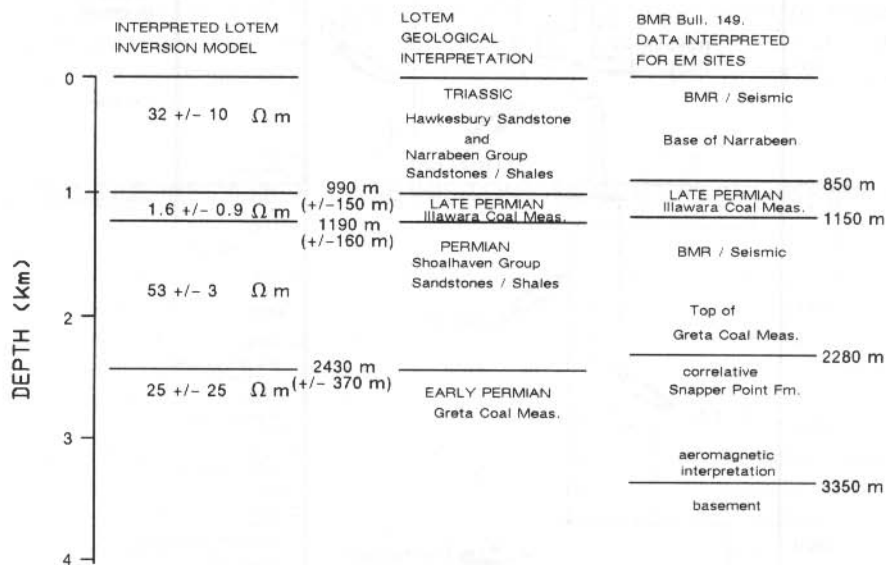 INTERPRETED LOTEM
INVERSION MODEL
LOTEM
GEOLOGICAL
INTERPRETATION
BMR Bull. 149.
DATA INTERPRETED
FOR EM SITES
DEPTH (Km)
0
1
2
3
4
32 +/- 10 Ω m
990 m
(+/-150 m)
1.6 +/- 0.9 Ω m
1190 m
(+/-160 m)
53 +/- 3 Ω m
2430 m
(+/- 370 m)
25 +/- 25 Ω m
TRIASSIC
Hawkesbury Sandstone
and
Narrabeen Group
Sandstones / Shales
LATE PERMIAN
Illawara Coal Meas.
PERMIAN
Shoalhaven Group
Sandstones / Shales
EARLY PERMIAN
Greta Coal Meas.
BMR / Seismic
Base of Narrabeen
850 m
LATE PERMIAN
Illawara Coal Meas.
1150 m
BMR / Seismic
Top of
Greta Coal Meas.
2280 m
correlative
Snapper Point Fm.
aeromagnetic
interpretation
3350 m
basement